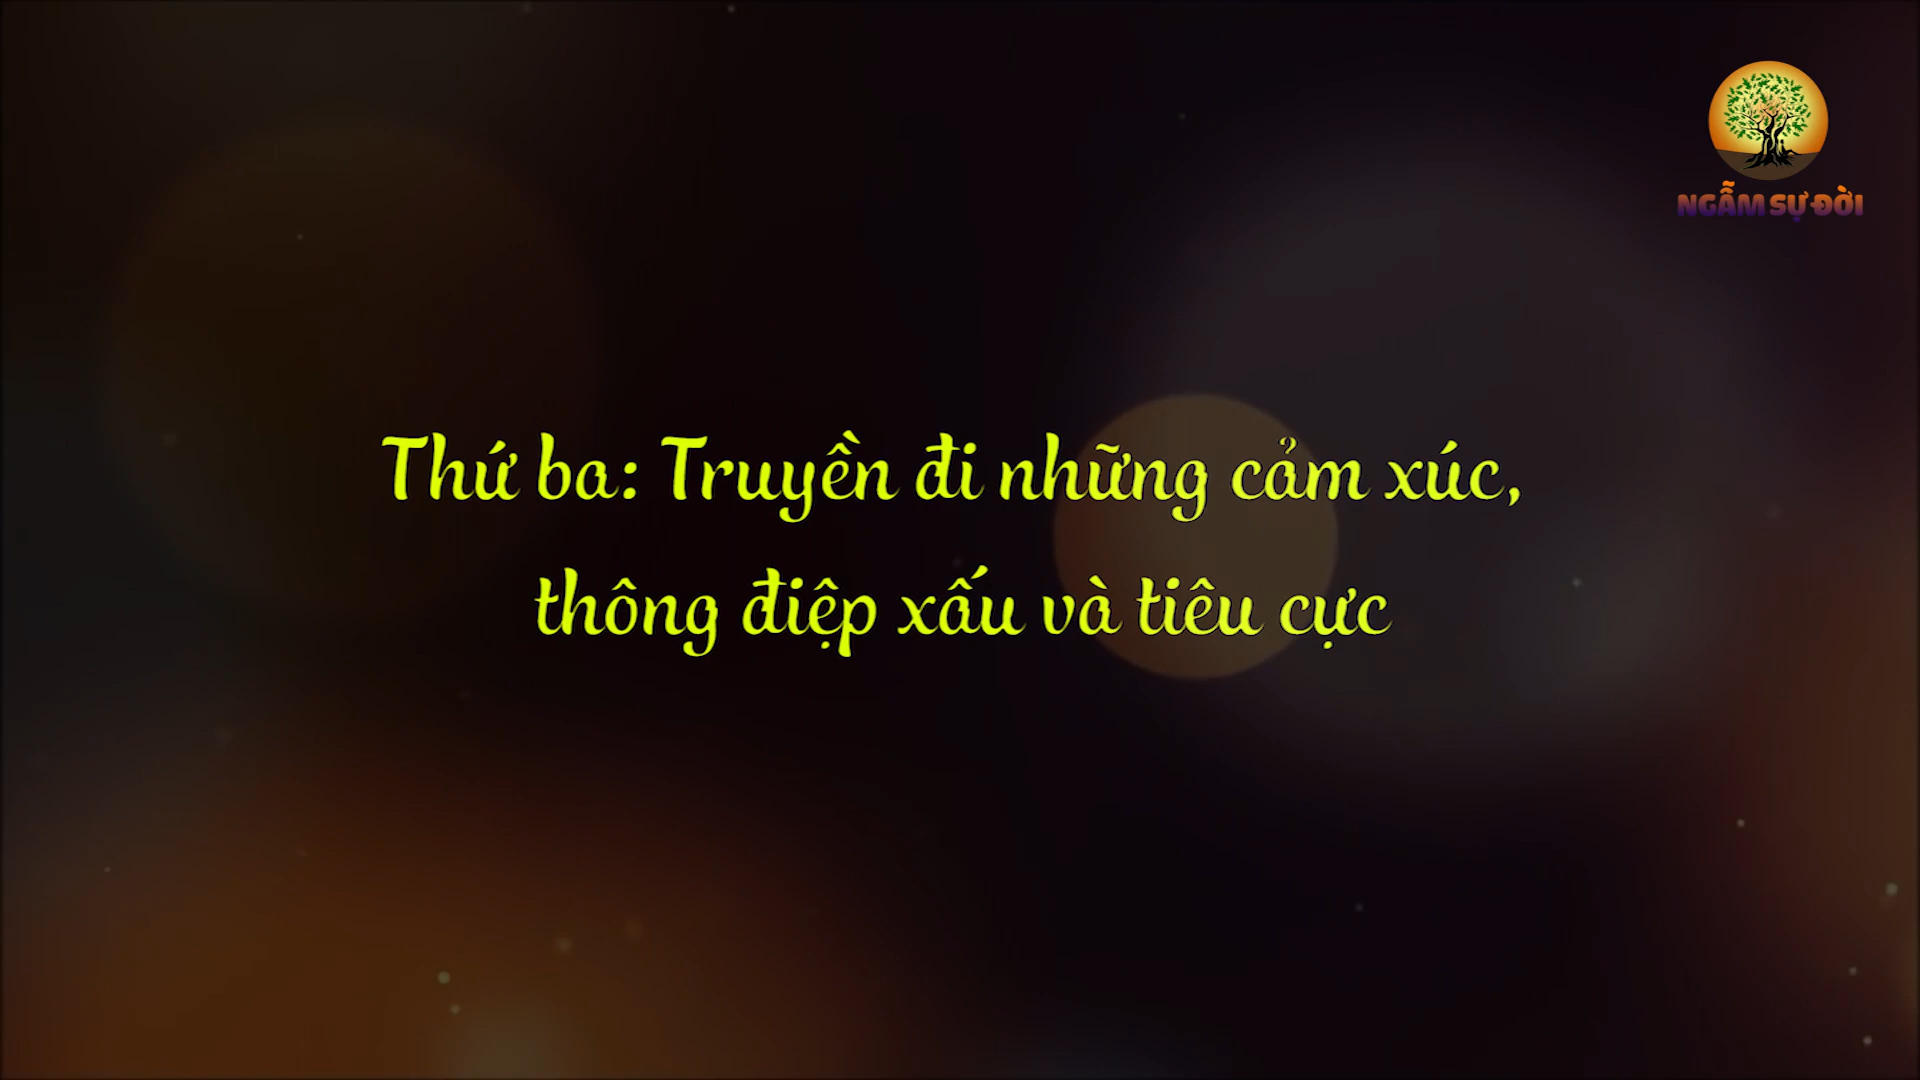 NGẪM SỰ ĐỜI
Thứ ba: Truyền đi những cảm xúc,
thông điệp xấu và tiêu cực